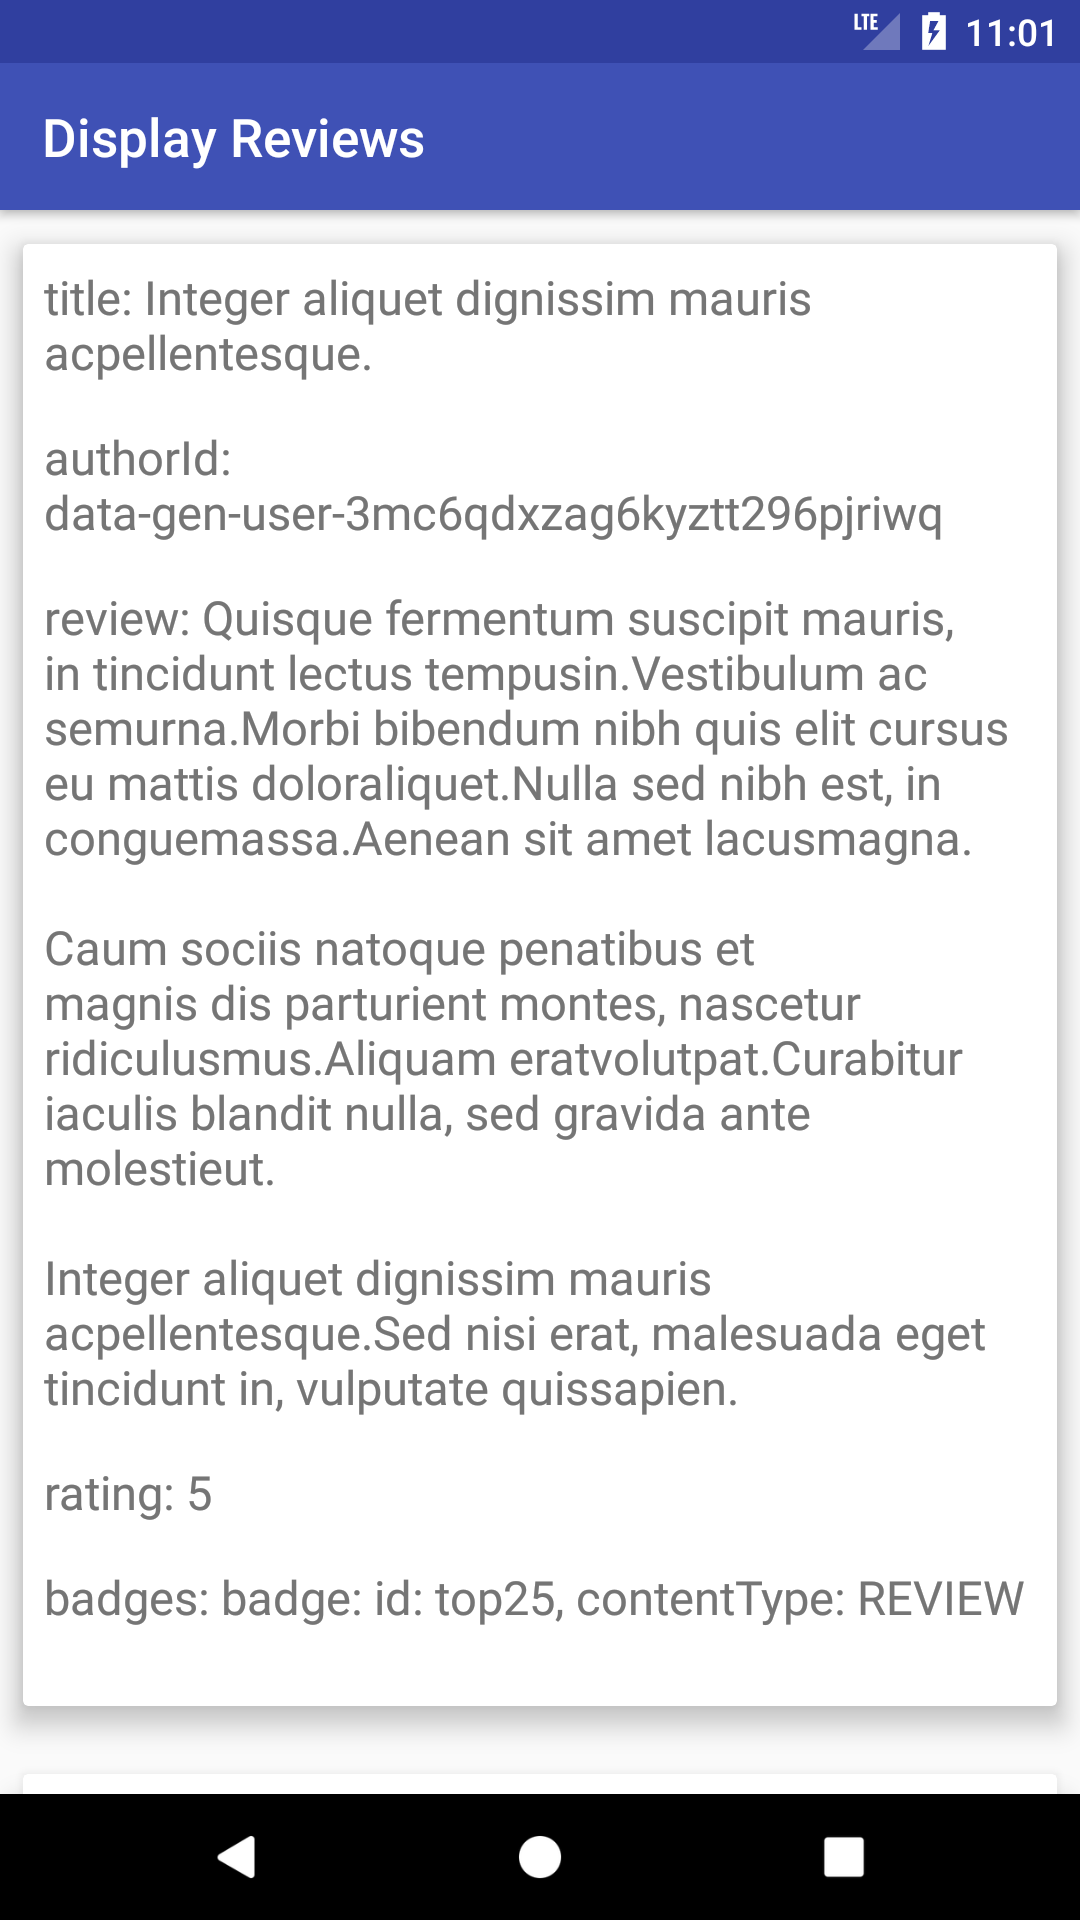 LTE 11:01
Display Reviews
title: Integer aliquet dignissim mauris
acpellentesque.
authorId:
data-gen-user-3mc6qdxzag6kyztt296pjriwq
review: Quisque fermentum suscipit mauris,
in tincidunt lectus tempusin.Vestibulum ac
semurna.Morbi bibendum nibh quis elit cursus
eu mattis doloraliquet.Nulla sed nibh est, in
conguemassa.Aenean sit amet lacusmagna.
Caum sociis natoque penatibus et
magnis dis parturient montes, nascetur
ridiculusmus.Aliquam eratvolutpat.Curabitur
iaculis blandit nulla, sed gravida ante
molestieut.
Integer aliquet dignissim mauris
acpellentesque.Sed nisi erat, malesuada eget
tincidunt in, vulputate quissapien.
rating: 5
badges: badge: id: top25, contentType: REVIEW